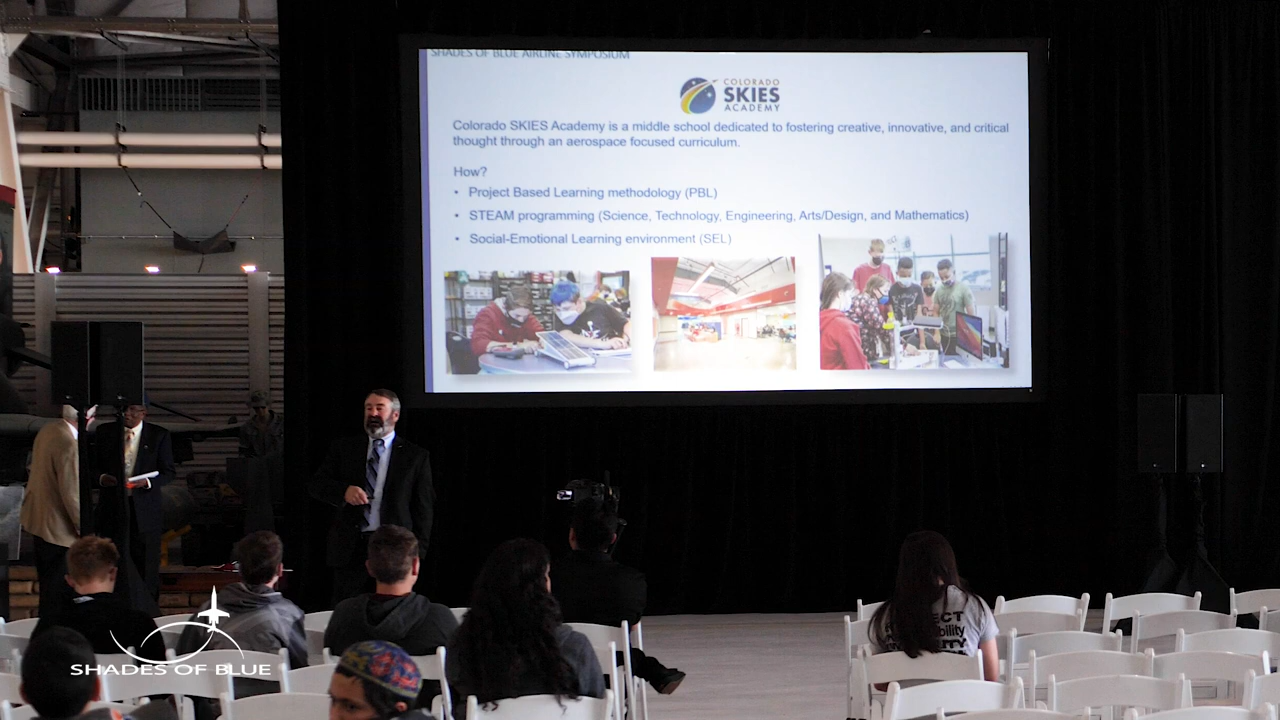 SHADES OF BLUE AIRLINE SYMPOSIUM
COLORADO
SKIES
ACADEMY
Colorado SKIES Academy is a middle school dedicated to fostering creative, innovative, and critical
thought through an aerospace focused curriculum.
How?
• Project Based Learning methodology (PBL)
• STEAM programming (Science, Technology, Engineering, Arts/Design, and Mathematics)
• Social-Emotional Learning environment (SEL)
SHADES OF BLUE